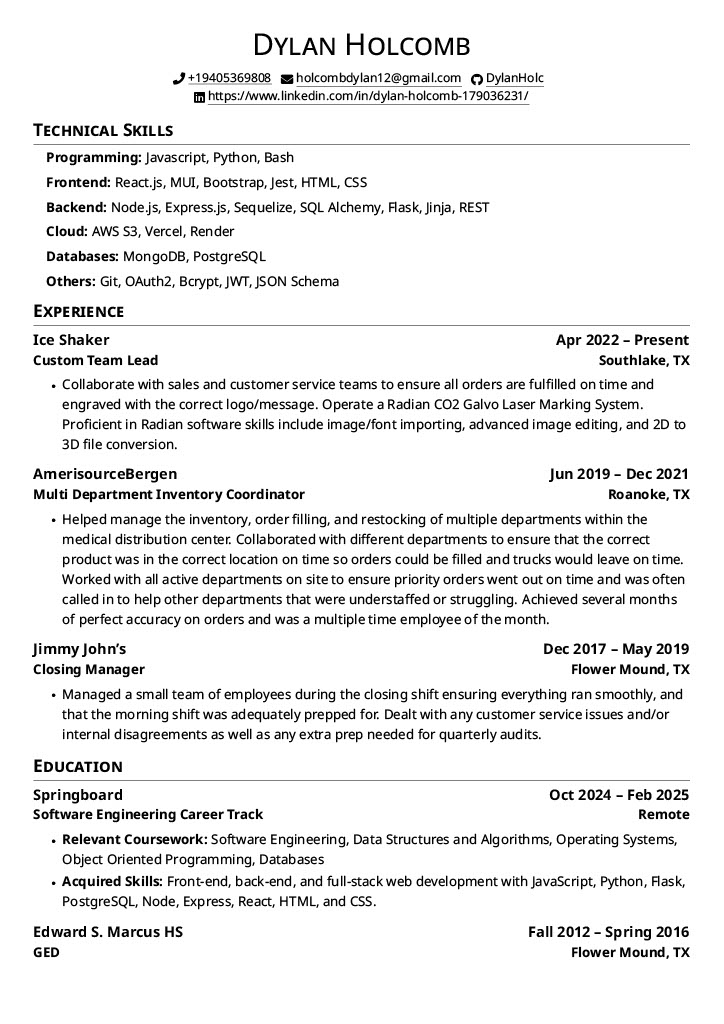 Dylan Holcomb
+19405369808 holcombdylan12@gmail.com DylanHolc
https://www.linkedin.com/in/dylan-holcomb-179036231/
Technical Skills
Programming: Javascript, Python, Bash
Frontend: React.js, MUI, Bootstrap, Jest, HTML, CSS
Backend: Node.js, Express.js, Sequelize, SQL Alchemy, Flask, Jinja, REST
Cloud: AWS S3, Vercel, Render
Databases: MongoDB, PostgreSQL
Others: Git, OAuth2, Bcrypt, JWT, JSON Schema
Experience
Ice Shaker Apr 2022 – Present
Custom Team Lead Southlake, TX
• Collaborate with sales and customer service teams to ensure all orders are fulfilled on time and
engraved with the correct logo/message. Operate a Radian CO2 Galvo Laser Marking System.
Proficient in Radian software skills include image/font importing, advanced image editing, and 2D to
3D file conversion.
AmerisourceBergen Jun 2019 – Dec 2021
Multi Department Inventory Coordinator Roanoke, TX
• Helped manage the inventory, order filling, and restocking of multiple departments within the
medical distribution center. Collaborated with different departments to ensure that the correct
product was in the correct location on time so orders could be filled and trucks would leave on time.
Worked with all active departments on site to ensure priority orders went out on time and was often
called in to help other departments that were understaffed or struggling. Achieved several months
of perfect accuracy on orders and was a multiple time employee of the month.
Jimmy John’s Dec 2017 – May 2019
Closing Manager Flower Mound, TX
• Managed a small team of employees during the closing shift ensuring everything ran smoothly, and
that the morning shift was adequately prepped for. Dealt with any customer service issues and/or
internal disagreements as well as any extra prep needed for quarterly audits.
Education
Springboard Oct 2024 – Feb 2025
Software Engineering Career Track Remote
• Relevant Coursework: Software Engineering, Data Structures and Algorithms, Operating Systems,
Object Oriented Programming, Databases
• Acquired Skills: Front-end, back-end, and full-stack web development with JavaScript, Python, Flask,
PostgreSQL, Node, Express, React, HTML, and CSS.
Edward S. Marcus HS Fall 2012 – Spring 2016
GED Flower Mound, TX